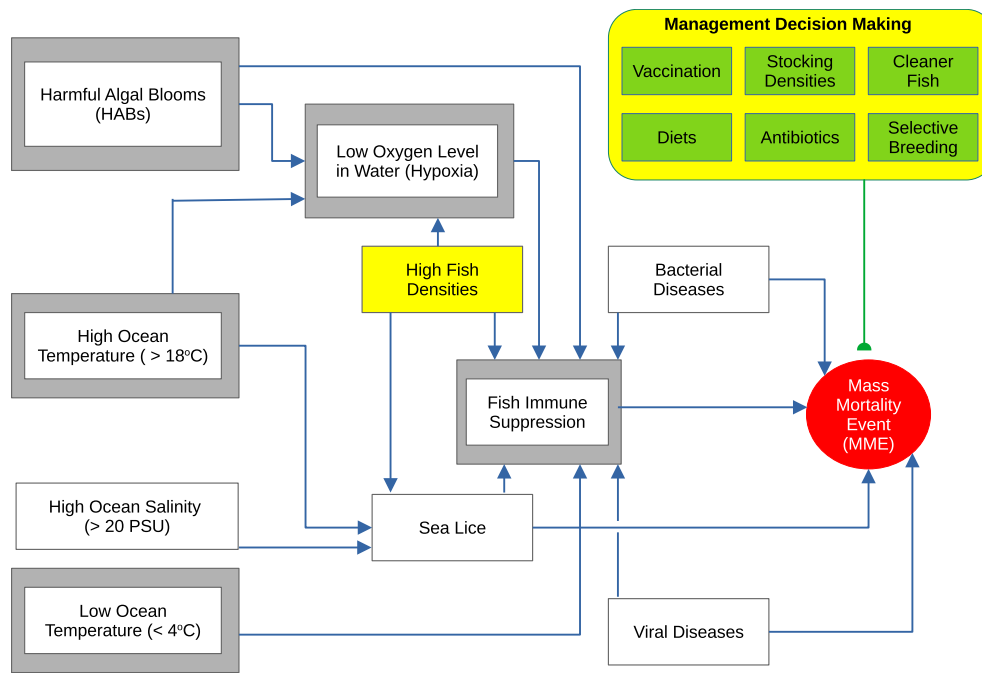 Management Decision Making
Vaccination
Stocking
Densities
Cleaner
Fish
Diets
Antibiotics
Selective
Breeding
Harmful Algal Blooms
(HABs)
Low Oxygen Level
in Water (Hypoxia)
High Fish
Densities
Bacterial
Diseases
High Ocean
Temperature ( > 18ºC)
Fish Immune
Suppression
Mass
Mortality
Event
(MME)
High Ocean Salinity
(> 20 PSU)
Sea Lice
Low Ocean
Temperature (< 4ºC)
Viral Diseases